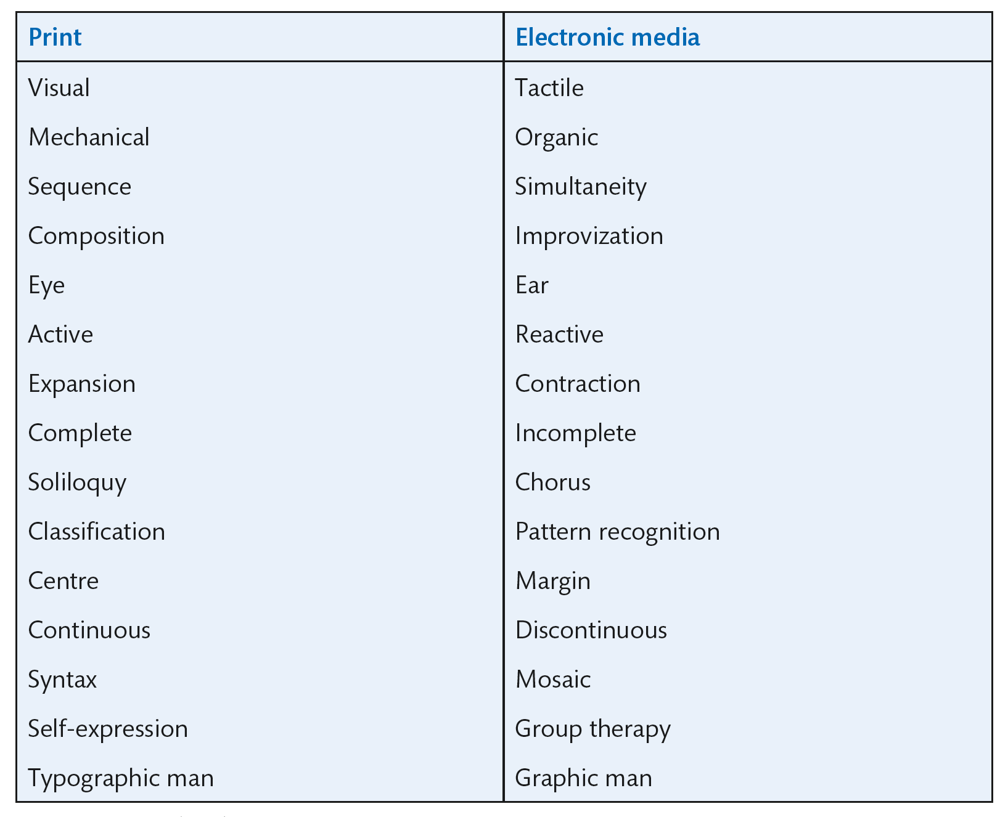 Print Electronic media
Visual Tactile
Mechanical Organic
Sequence Simultaneity
Composition Improvization
Eye Ear
Active Reactive
Expansion Contraction
Complete Incomplete
Soliloquy Chorus
Classification Pattern recognition
Centre Margin
Continuous Discontinuous
Syntax Mosaic
Self-expression Group therapy
Typographic man Graphic man